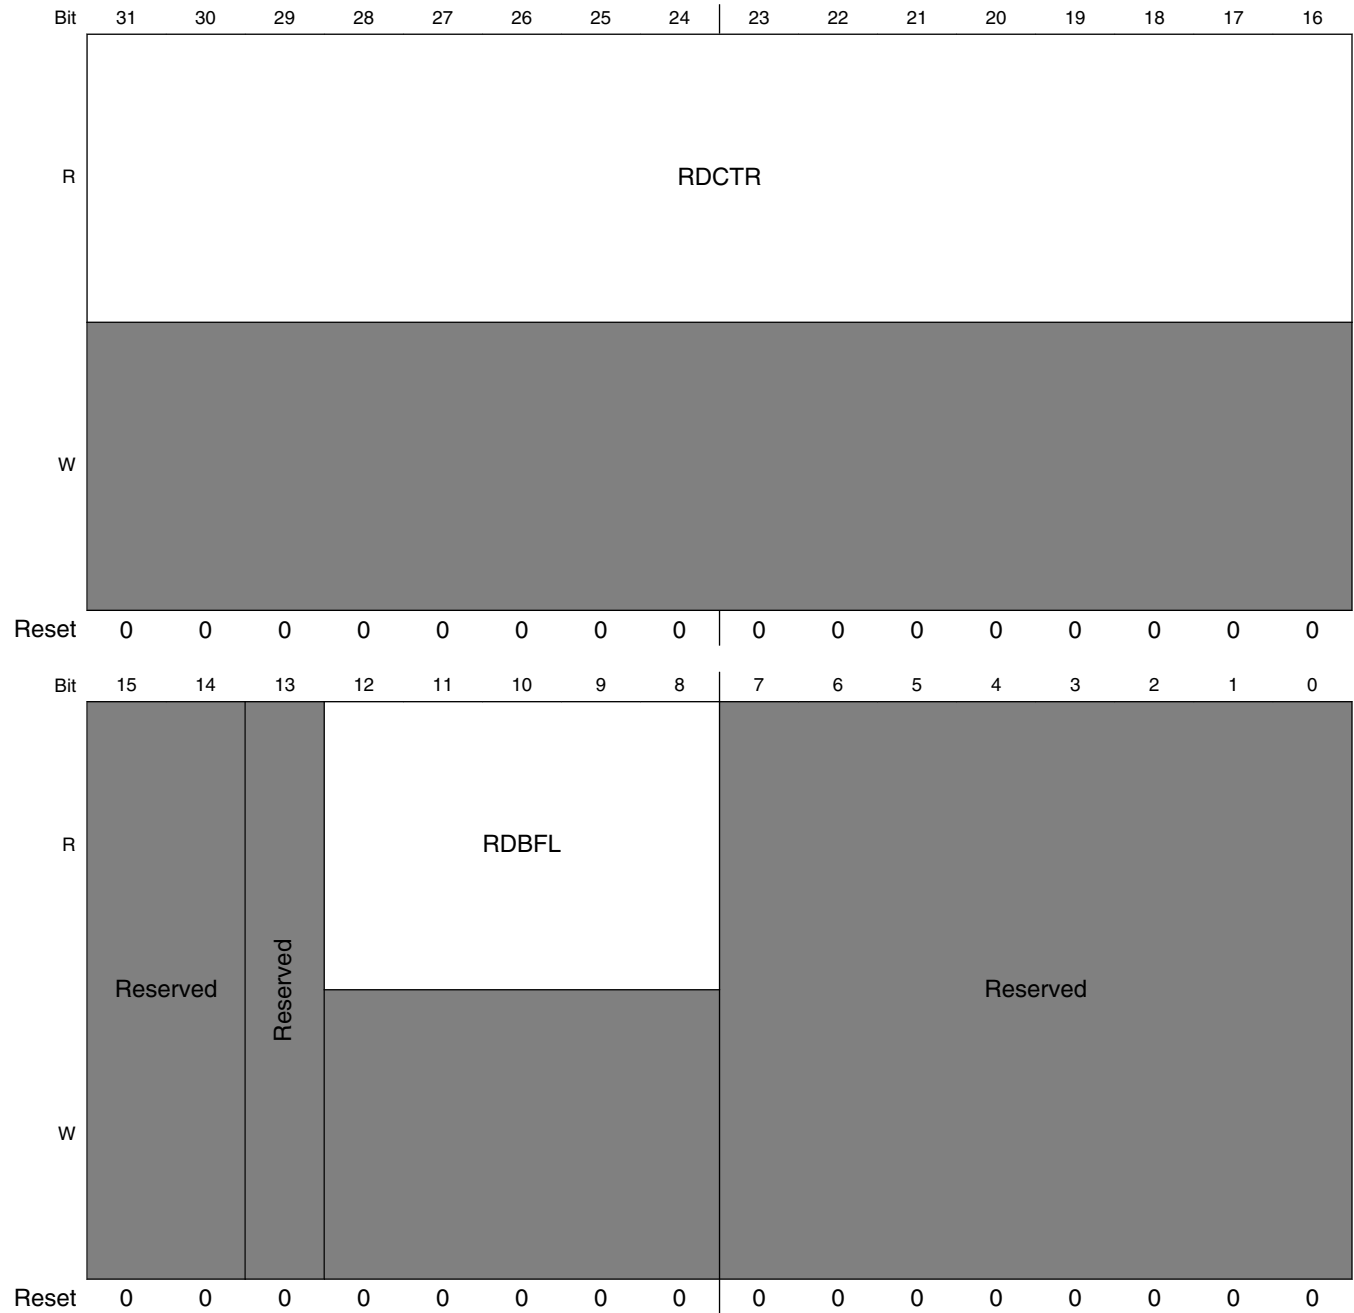 Bit 31 30 29 28 27 26 25 24 23 22 21 20 19 18 17 16
R RDCTR
W
Reset 0 0 0 0 0 0 0 0 0 0 0 0 0 0 0 0
Bit 15 14 13 12 11 10 9 8 7 6 5 4 3 2 1 0
R RDBFL
Reserved Reserved Reserved
W
Reset 0 0 0 0 0 0 0 0 0 0 0 0 0 0 0 0